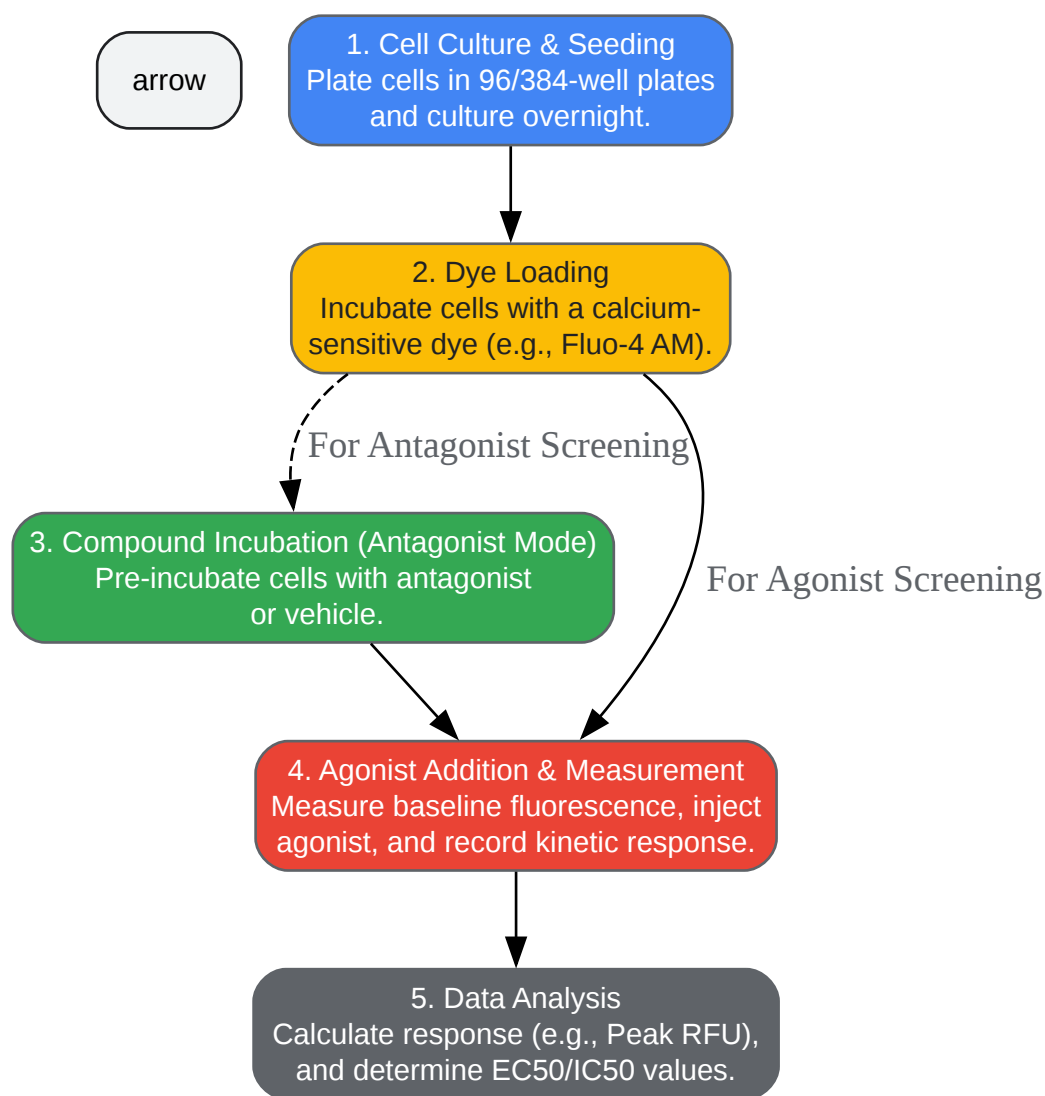 arrow
1. Cell Culture & Seeding
Plate cells in 96/384-well plates
and culture overnight.
2. Dye Loading
Incubate cells with a calcium-
sensitive dye (e.g., Fluo-4 AM).
For Antagonist Screening
3. Compound Incubation (Antagonist Mode)
Pre-incubate cells with antagonist
or vehicle.
For Agonist Screening
4. Agonist Addition & Measurement
Measure baseline fluorescence, inject
agonist, and record kinetic response.
5. Data Analysis
Calculate response (e.g., Peak RFU),
and determine EC50/IC50 values.